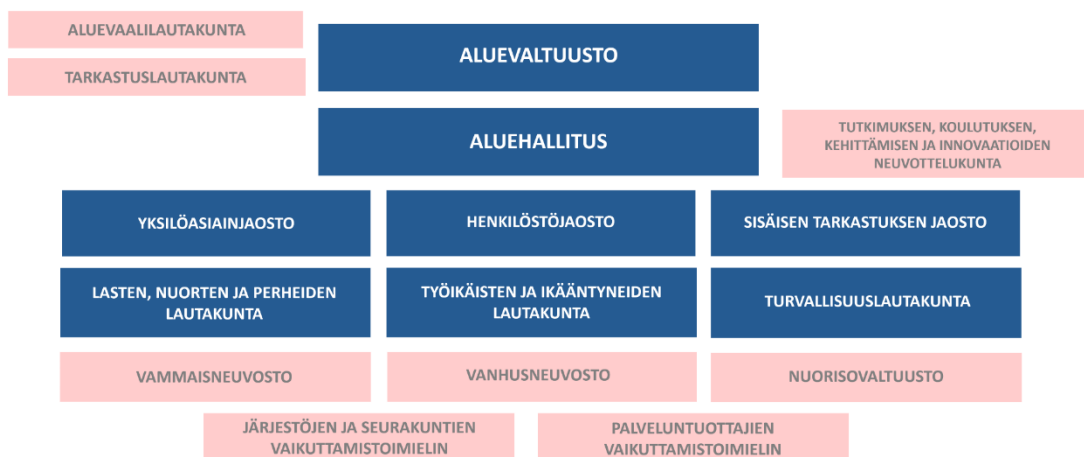 ALUEVAALILAUTAKUNTA
ALUEVALTUUSTO
TARKASTUSLAUTAKUNTA
ALUEHALLITUS
TUTKIMUKSEN, KOULUTUKSEN,
KEHITTÄMISEN JA INNOVAATIOIDEN
NEUVOTTELUKUNTA
YKSILÖASIAINJAOSTO
HENKILÖSTÖJAOSTO
SISÄISEN TARKASTUKSEN JAOSTO
LASTEN, NUORTEN JA PERHEIDEN
LAUTAKUNTA
TYÖIKÄISTEN JA IKÄÄNTYNEIDEN
LAUTAKUNTA
TURVALLISUUSLAUTAKUNTA
VAMMAISNEUVOSTO
VANHUSNEUVOSTO
NUORISOVALTUUSTO
JÄRJESTÖJEN JA SEURAKUNTIEN
VAIKUTTAMISTOIMIELIN
PALVELUNTUOTTAJIEN
VAIKUTTAMISTOIMIELIN